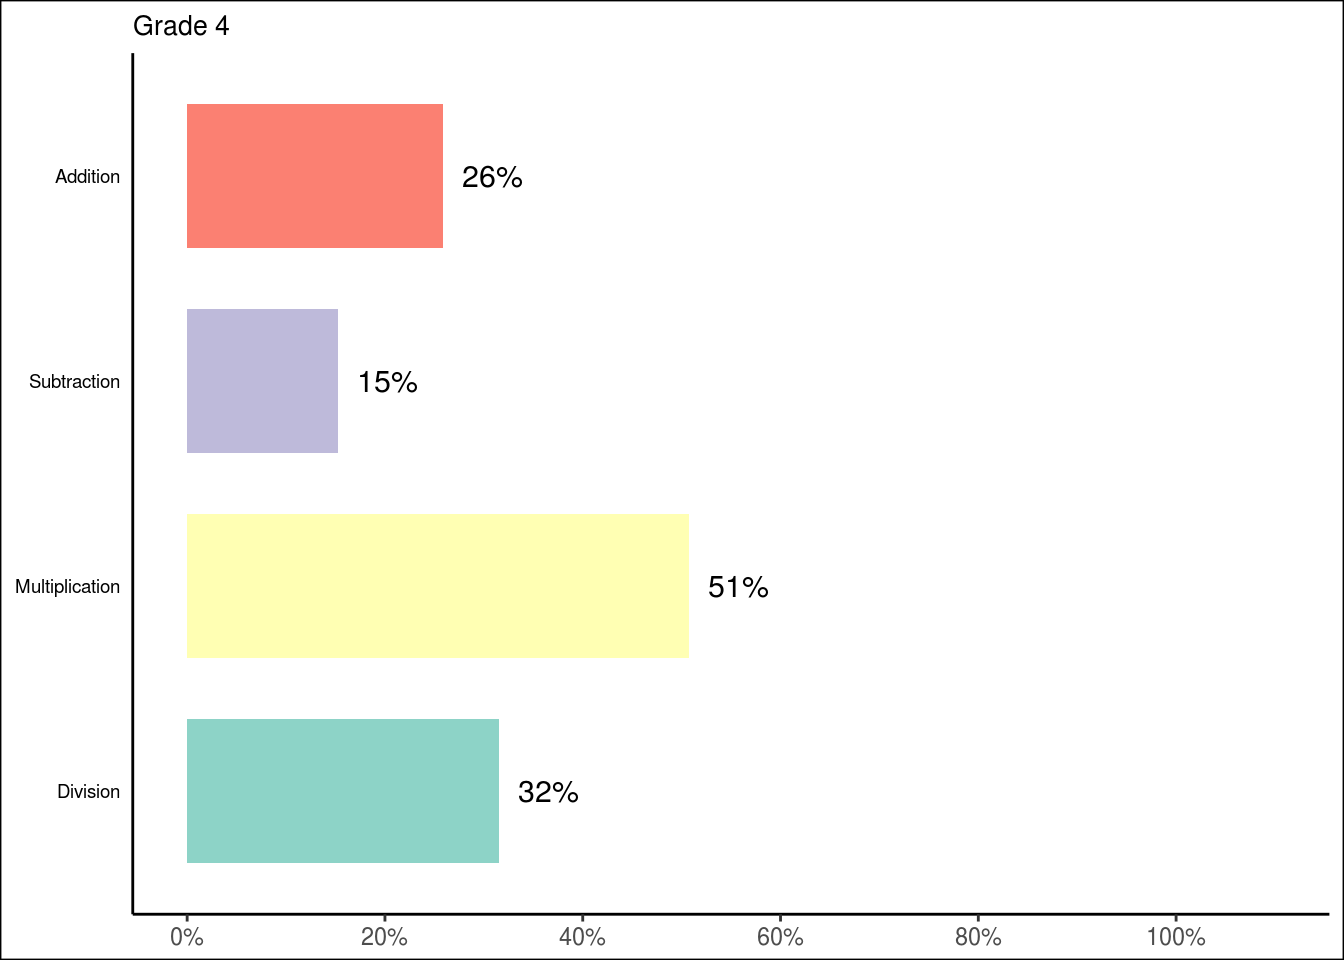 Grade 4
Addition
26%
Subtraction
15%
Multiplication
51%
Division
32%
0% 20% 40% 60% 80% 100%